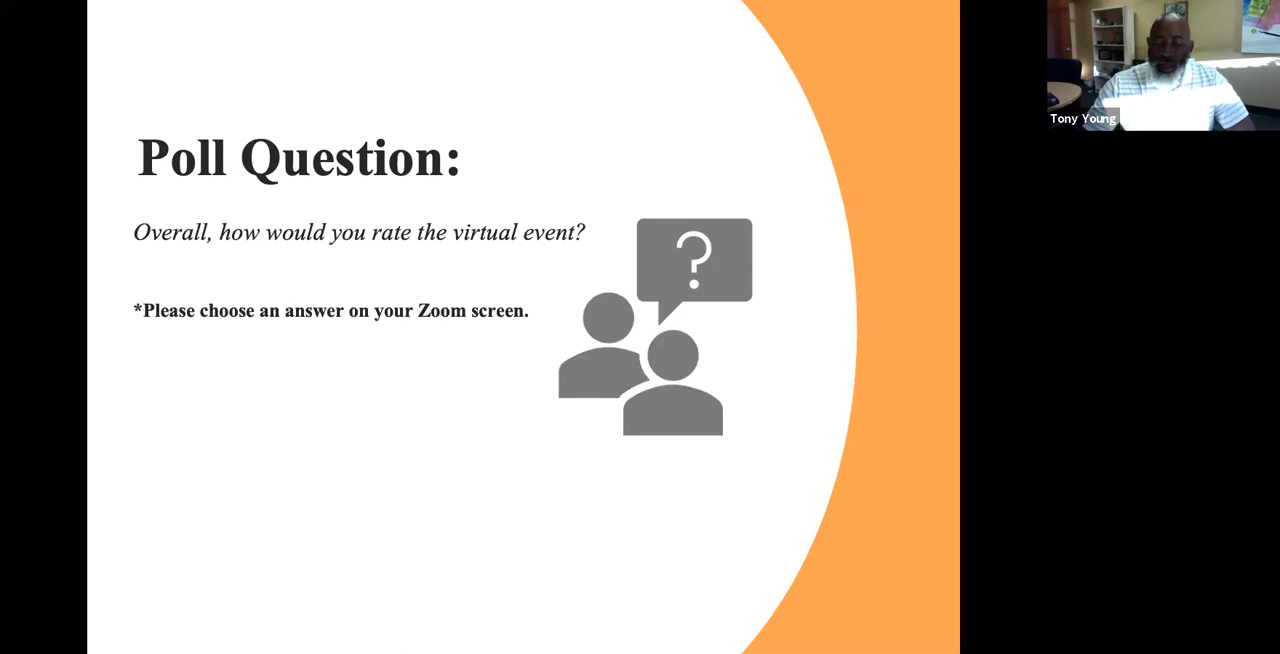 Poll Question:
Overall, how would you rate the virtual event?
*Please choose an answer on your Zoom screen.
?
Tony Young